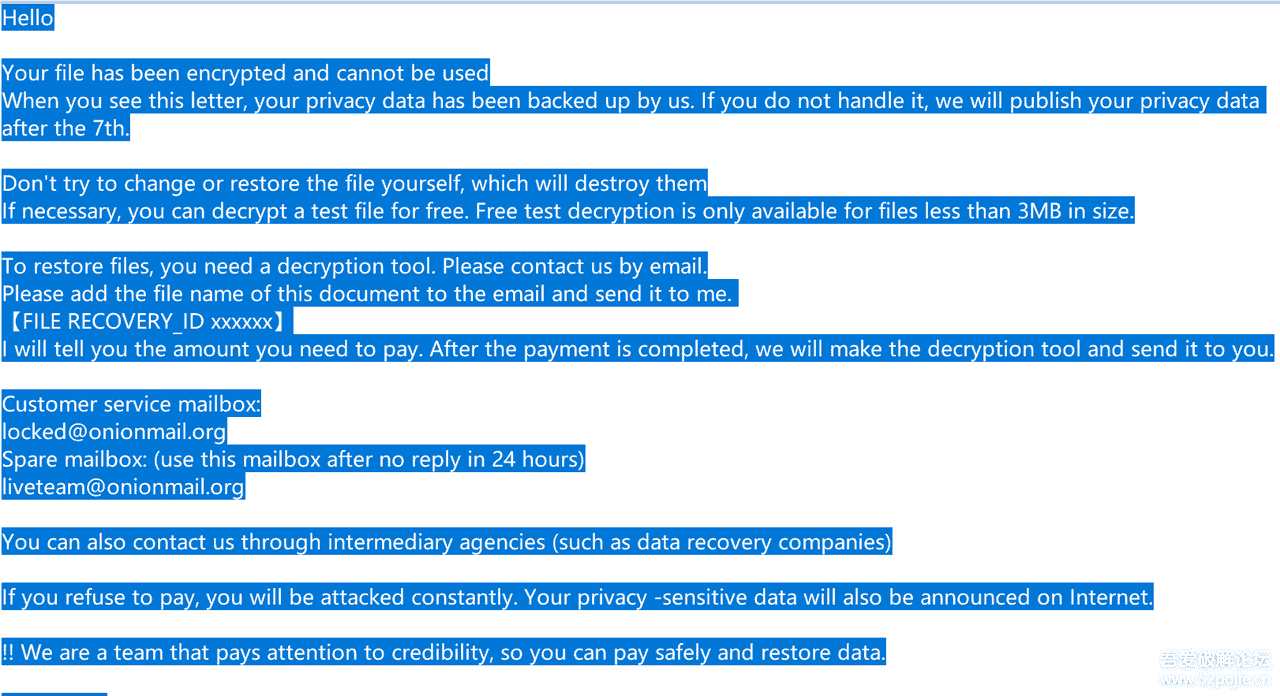 Hello
Your file has been encrypted and cannot be used
When you see this letter, your privacy data has been backed up by us. If you do not handle it, we will publish your privacy data
after the 7th.
Don't try to change or restore the file yourself, which will destroy them
If necessary, you can decrypt a test file for free. Free test decryption is only available for files less than 3MB in size.
To restore files, you need a decryption tool. Please contact us by email.
Please add the file name of this document to the email and send it to me.
【FILE RECOVERY_ID xxxxxx】
I will tell you the amount you need to pay. After the payment is completed, we will make the decryption tool and send it to you.
Customer service mailbox:
locked@onionmail.org
Spare mailbox: (use this mailbox after no reply in 24 hours)
liveteam@onionmail.org
You can also contact us through intermediary agencies (such as data recovery companies)
If you refuse to pay, you will be attacked constantly. Your privacy -sensitive data will also be announced on Internet.
!! We are a team that pays attention to credibility, so you can pay safely and restore data.
吾爱破解论坛
www.52pojie.cn